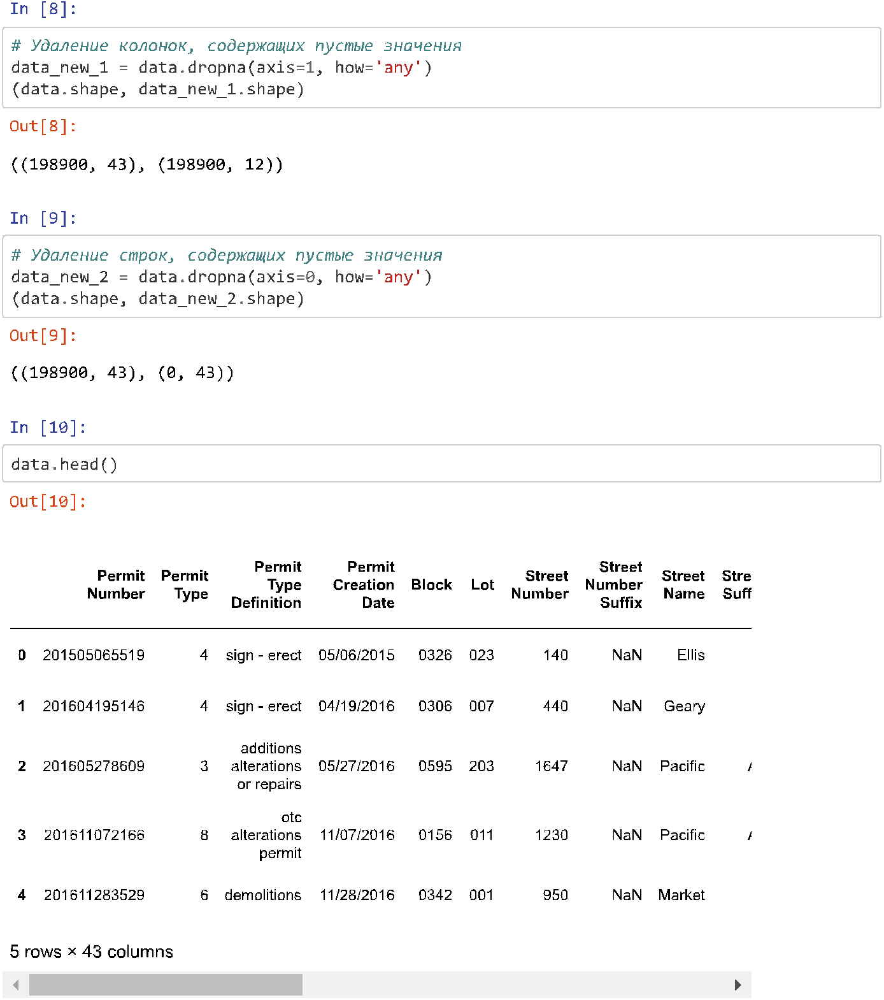 In [8]:
# Удаление колонок, содержащих пустые значения
data_new_1 = data.dropna(axis=1, how='any')
(data.shape, data_new_1.shape)
Out[8]:
((198900, 43), (198900, 12))
In [9]:
# Удаление строк, содержащих пустые значения
data_new_2 = data.dropna(axis=0, how='any')
(data.shape, data_new_2.shape)
Out[9]:
((198900, 43), (0, 43))
In [10]:
data.head()
Out[10]:
Permit Number Permit Type Permit Type Definition Permit Creation Date Block Lot Street Number Street Number Suffix Street Name Stre Suff
0 201505065519 4 sign - erect 05/06/2015 0326 023 140 NaN Ellis
1 201604195146 4 sign - erect 04/19/2016 0306 007 440 NaN Geary
2 201605278609 3 additions alterations or repairs 05/27/2016 0595 203 1647 NaN Pacific
3 201611072166 8 otc alterations permit 11/07/2016 0156 011 1230 NaN Pacific
4 201611283529 6 demolitions 11/28/2016 0342 001 950 NaN Market
5 rows × 43 columns